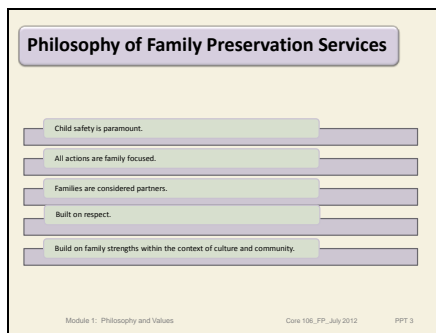 Philosophy of Family Preservation Services
Child safety is paramount.
All actions are family focused.
Families are considered partners.
Built on respect.
Build on family strengths within the context of culture and community.
Module 1: Philosophy and Values Core 106_FP_July 2012 PPT 3